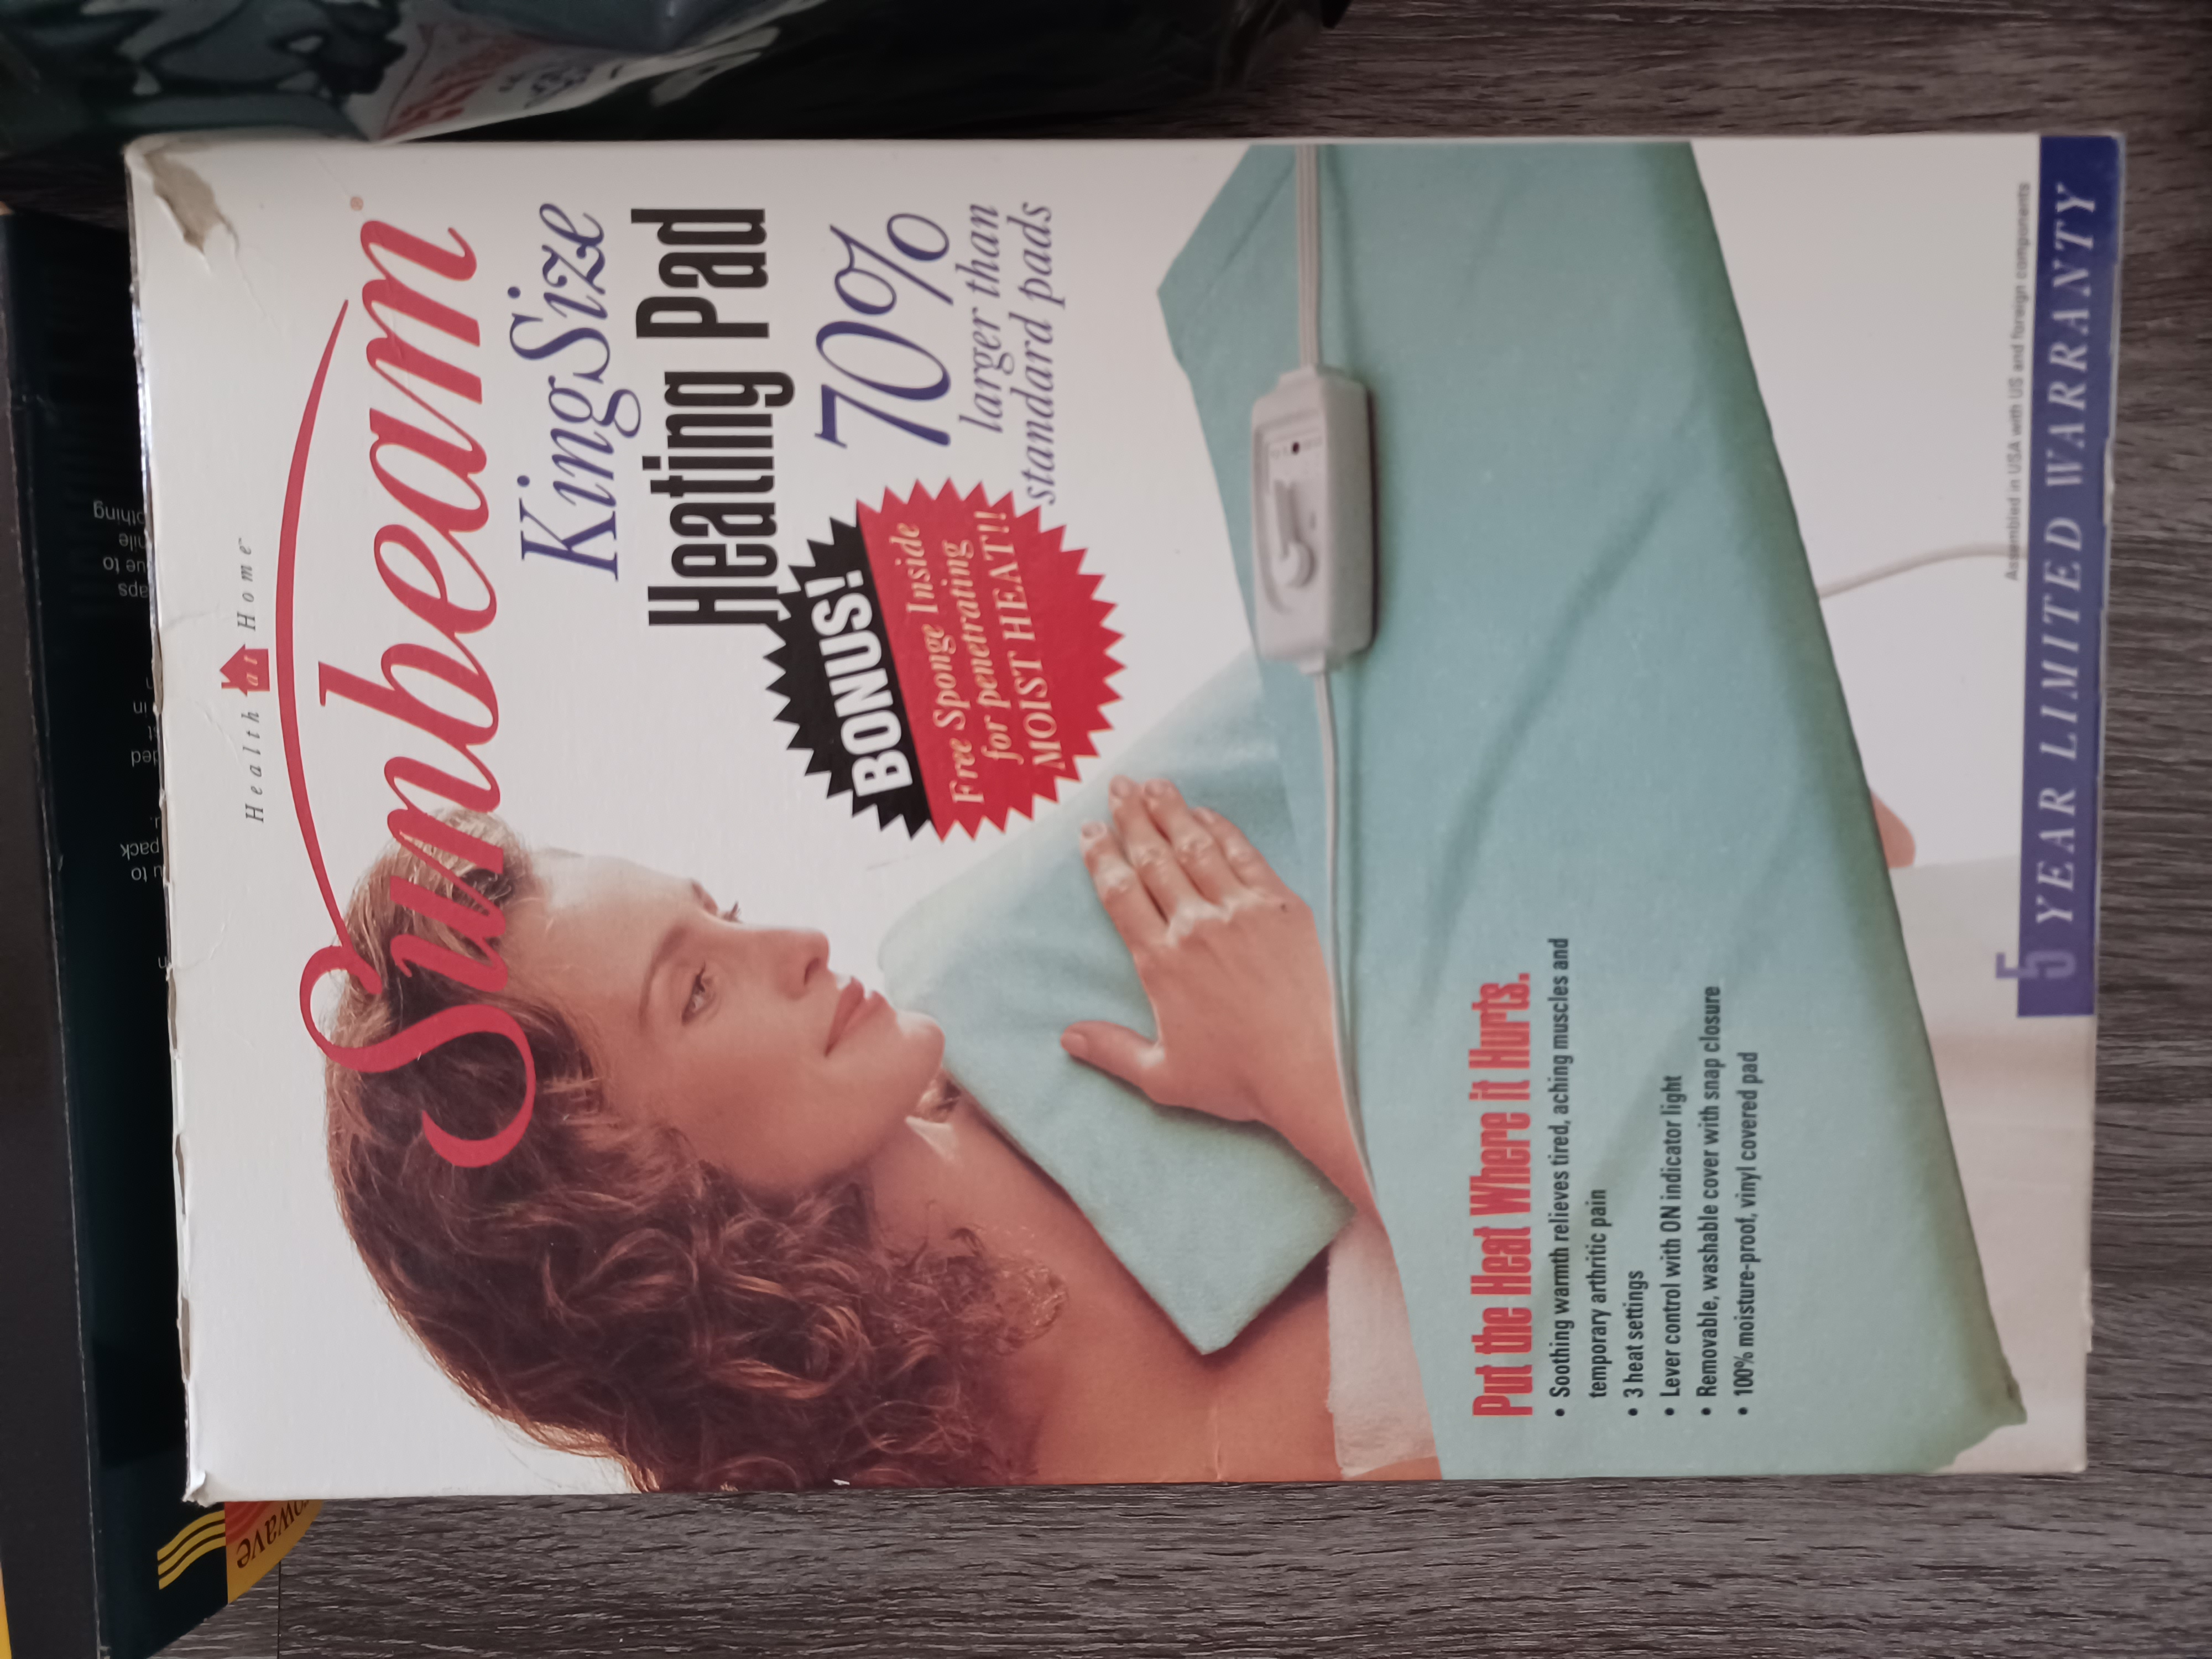 Health at Home
Sunbeam®
King Size
Heating Pad
70%
larger than
standard pads
BONUS!
Free Sponge Inside
for penetrating
MOIST HEAT!!
Put the Heat Where it Hurts.
• Soothing warmth relieves tired, aching muscles and
temporary arthritic pain
• 3 heat settings
• Lever control with ON indicator light
• Removable, washable cover with snap closure
• 100% moisture-proof, vinyl covered pad
Assembled in USA with US and foreign components
5 YEAR LIMITED WARRANTY
pack
to
in